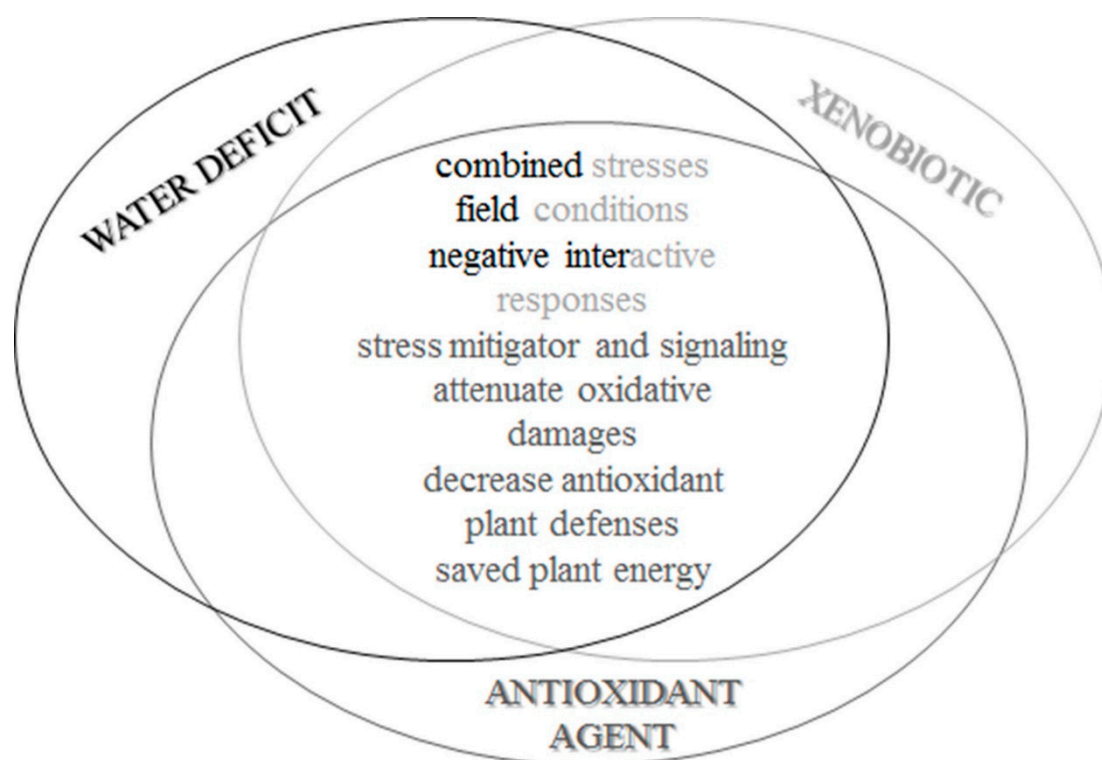 WATER DEFICIT
XENOBIOTIC
combined stresses
field conditions
negative interactive
responses
stress mitigator and signaling
attenuate oxidative
damages
decrease antioxidant
plant defenses
saved plant energy
ANTIOXIDANT
AGENT